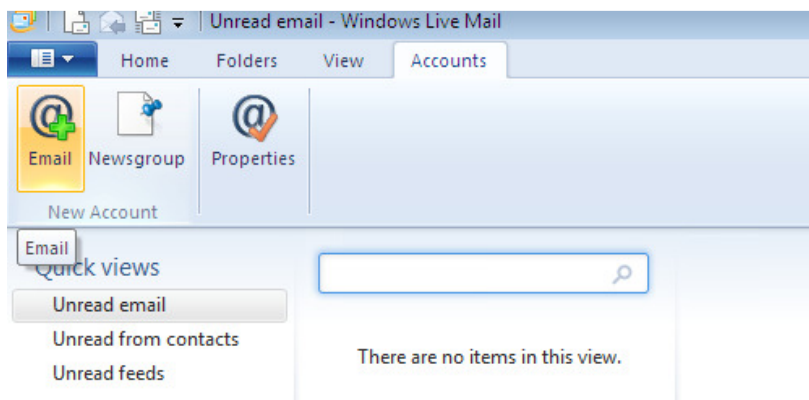 Unread email - Windows Live Mail
Home Folders View Accounts
Email Newsgroup Properties
New Account
Email
Quick views
Unread email
Unread from contacts
Unread feeds
There are no items in this view.